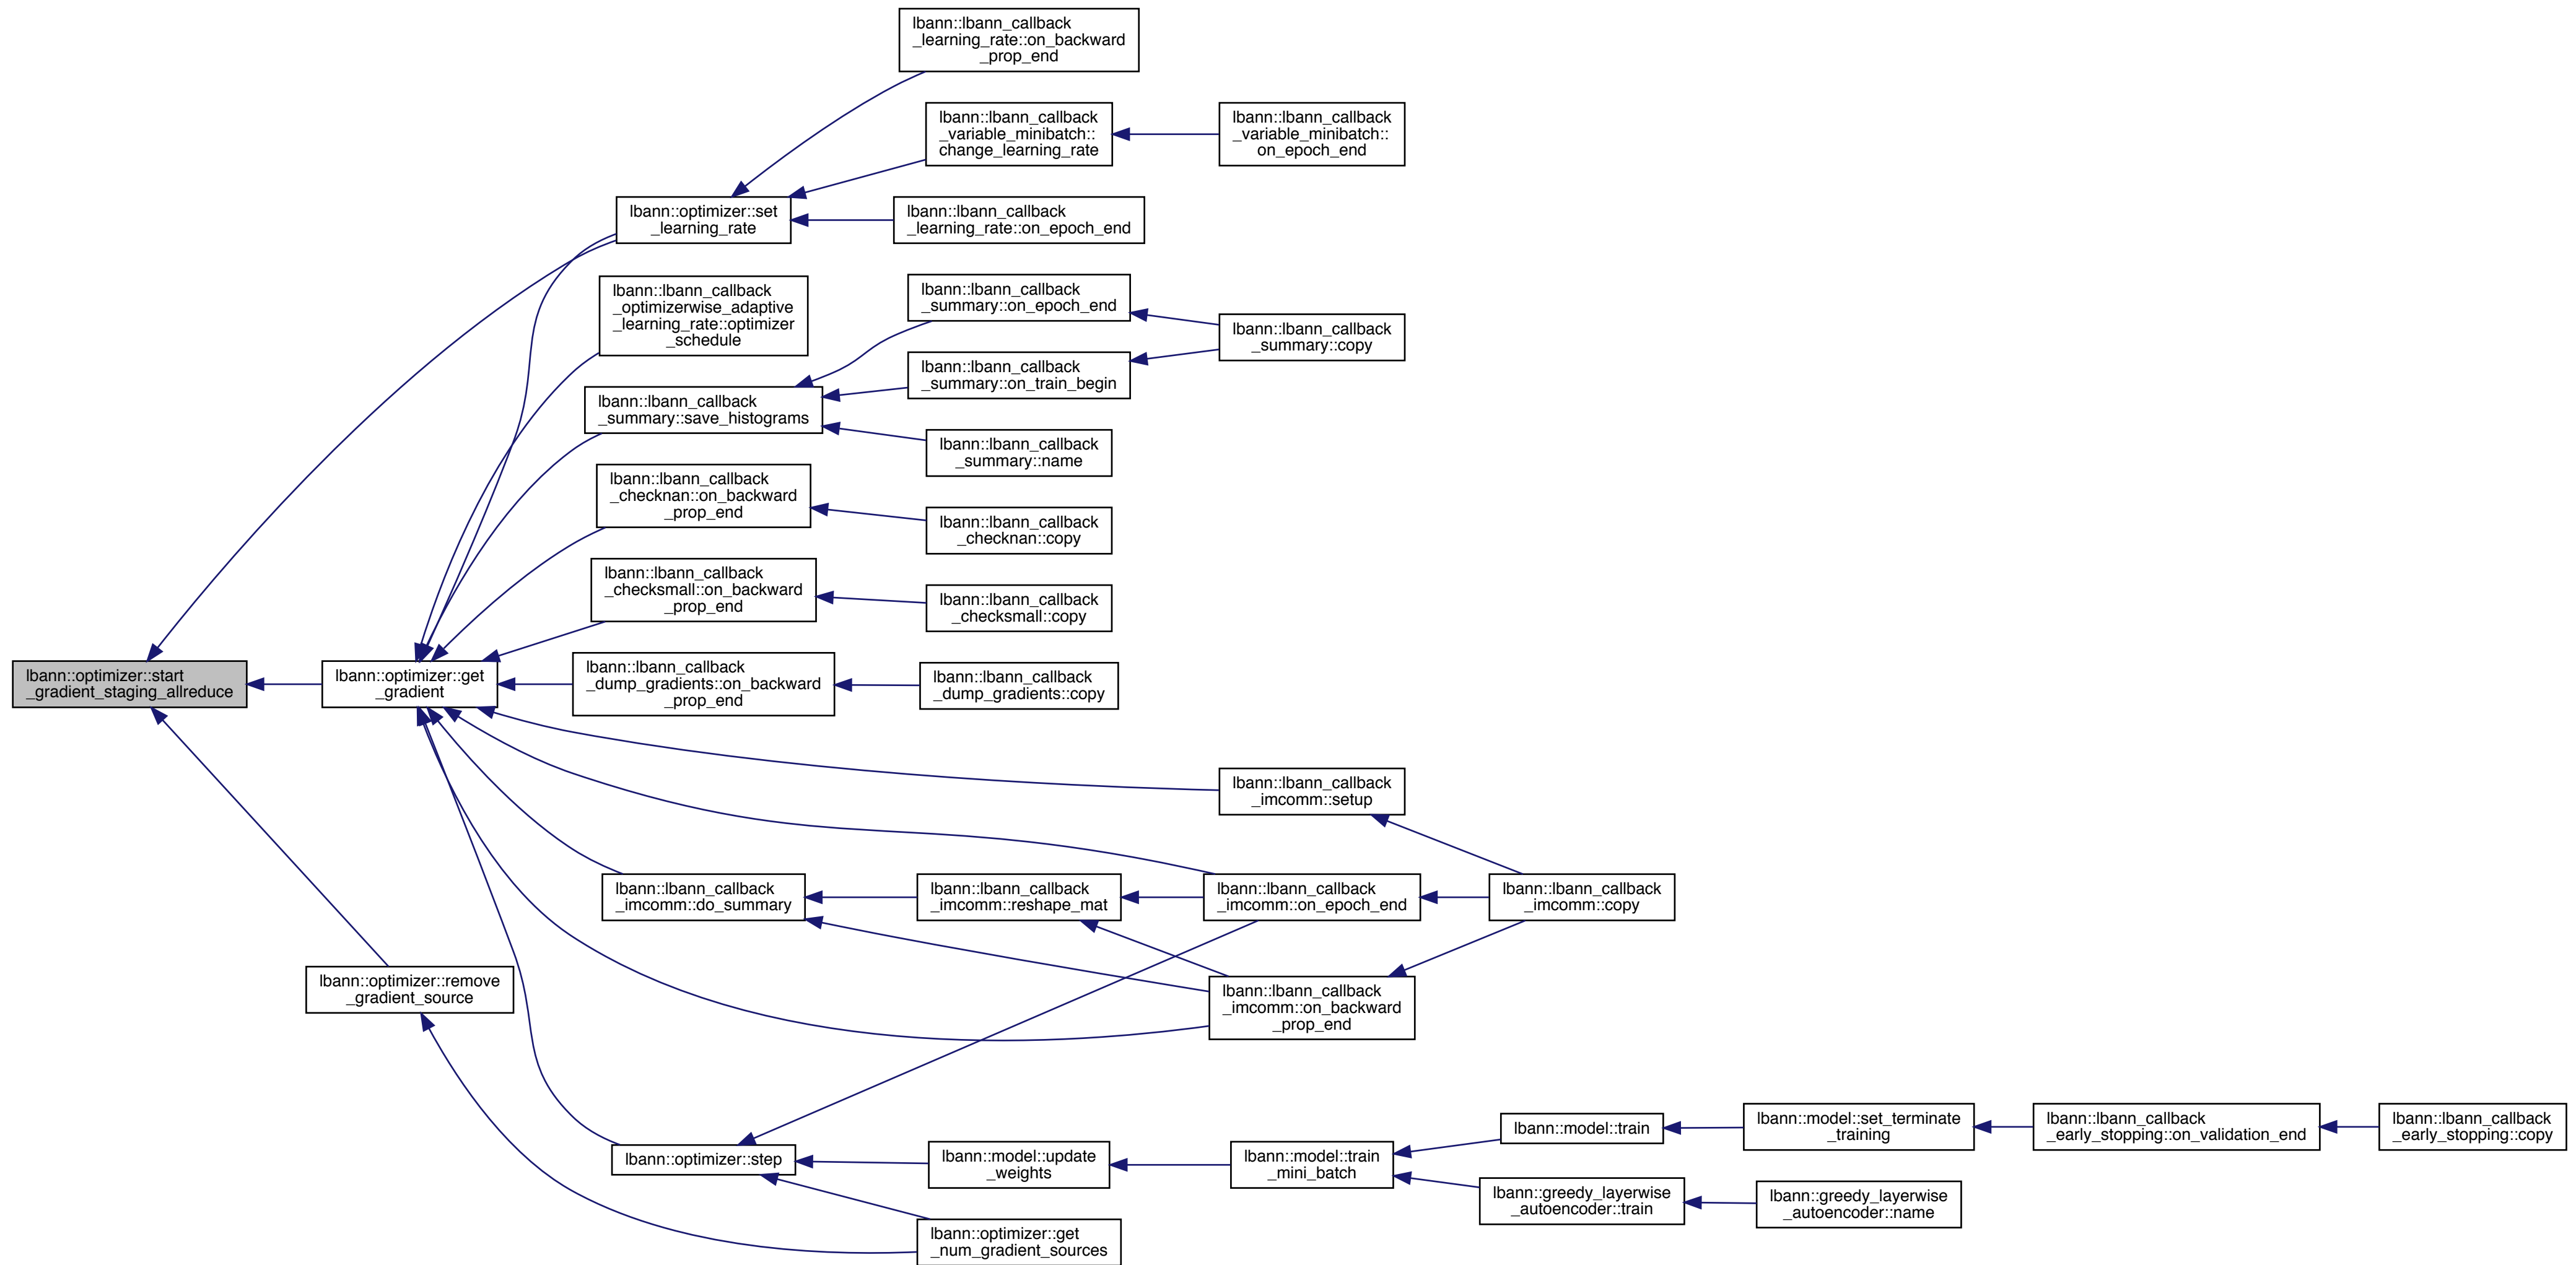 lbann::lbann_callback
_learning_rate::on_backward
_prop_end
lbann::lbann_callback
_variable_minibatch::
change_learning_rate
lbann::lbann_callback
_variable_minibatch::
on_epoch_end
lbann::optimizer::set
_learning_rate
lbann::lbann_callback
_learning_rate::on_epoch_end
lbann::lbann_callback
_optimizerwise_adaptive
_learning_rate::optimizer
_schedule
lbann::lbann_callback
_summary::on_epoch_end
lbann::lbann_callback
_summary::copy
lbann::lbann_callback
_summary::on_train_begin
lbann::lbann_callback
_summary::save_histograms
lbann::lbann_callback
_summary::name
lbann::lbann_callback
_checknan::on_backward
_prop_end
lbann::lbann_callback
_checknan::copy
lbann::lbann_callback
_checksmall::on_backward
_prop_end
lbann::lbann_callback
_checksmall::copy
lbann::optimizer::start
_gradient_staging_allreduce
lbann::optimizer::get
_gradient
lbann::lbann_callback
_dump_gradients::on_backward
_prop_end
lbann::lbann_callback
_dump_gradients::copy
lbann::lbann_callback
_imcomm::setup
lbann::lbann_callback
_imcomm::do_summary
lbann::lbann_callback
_imcomm::reshape_mat
lbann::lbann_callback
_imcomm::on_epoch_end
lbann::lbann_callback
_imcomm::copy
lbann::optimizer::remove
_gradient_source
lbann::lbann_callback
_imcomm::on_backward
_prop_end
lbann::optimizer::step
lbann::model::update
_weights
lbann::model::train
_mini_batch
lbann::model::train
lbann::model::set_terminate
_training
lbann::lbann_callback
_early_stopping::on_validation_end
lbann::lbann_callback
_early_stopping::copy
lbann::greedy_layerwise
_autoencoder::train
lbann::greedy_layerwise
_autoencoder::name
lbann::optimizer::get
_num_gradient_sources